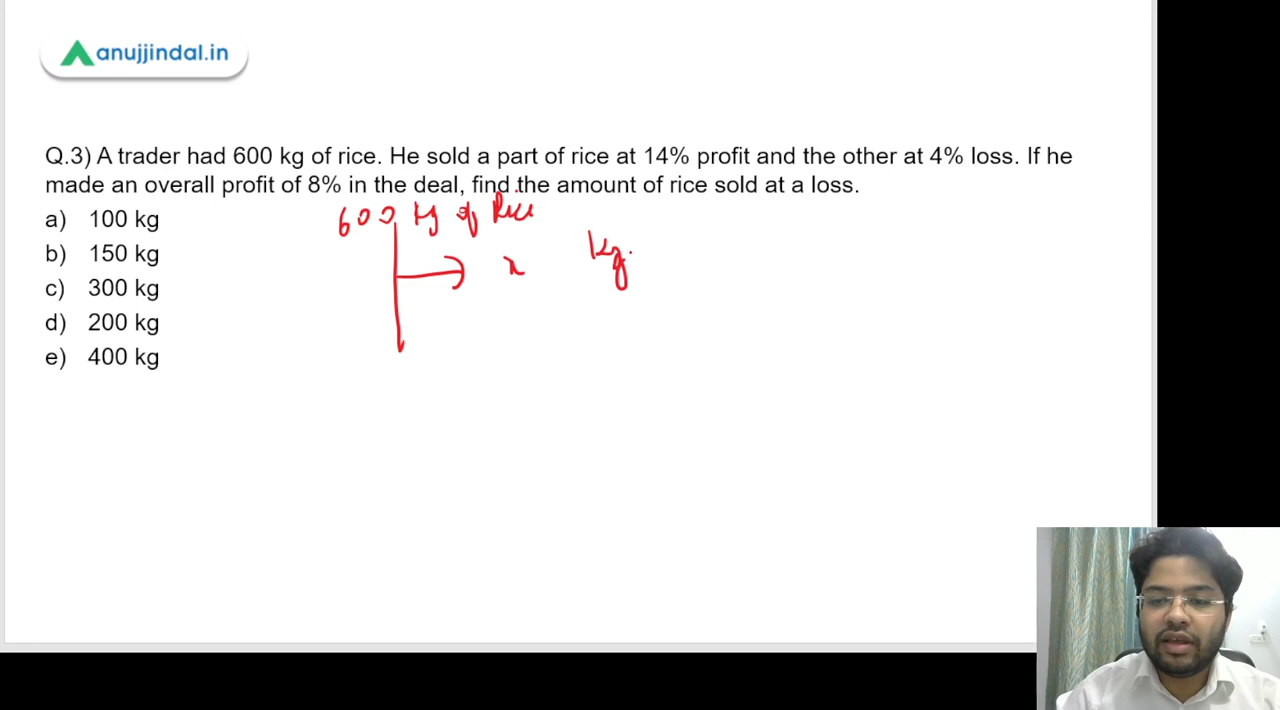 anujjindal.in
Q.3) A trader had 600 kg of rice. He sold a part of rice at 14% profit and the other at 4% loss. If he
made an overall profit of 8% in the deal, find the amount of rice sold at a loss.
a) 100 kg
600 kg of Rice
b) 150 kg
x kg.
c) 300 kg
d) 200 kg
e) 400 kg